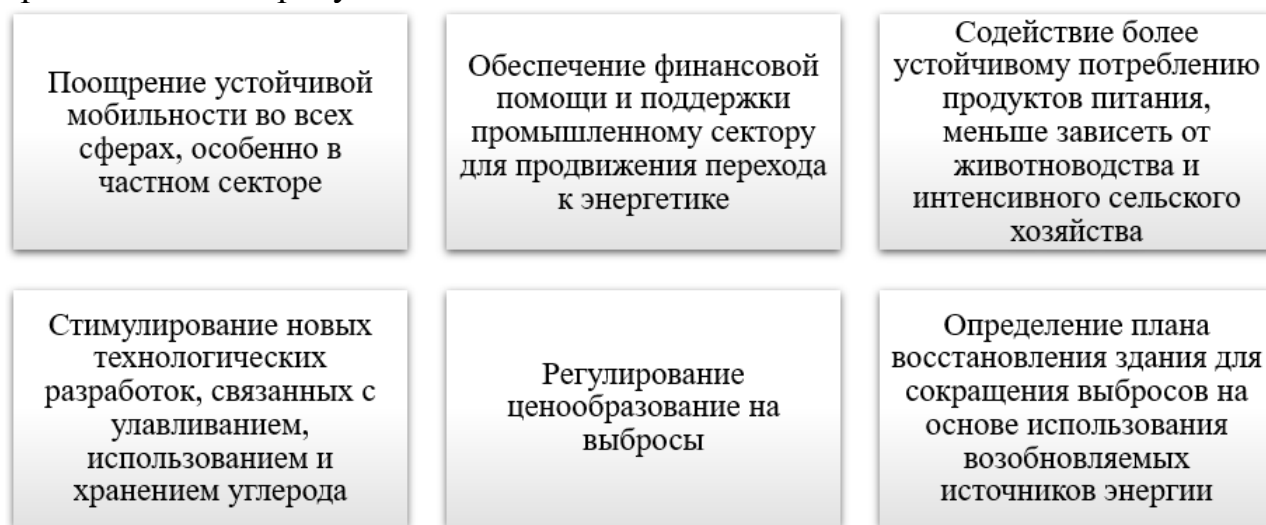 Поощрение устойчивой
мобильности во всех
сферах, особенно в
частном секторе
Обеспечение финансовой
помощи и поддержки
промышленному сектору
для продвижения перехода
к энергетике
Содействие более
устойчивому потреблению
продуктов питания,
меньше зависеть от
животноводства и
интенсивного сельского
хозяйства
Стимулирование новых
технологических
разработок, связанных с
улавливанием,
использованием и
хранением углерода
Регулирование
ценообразование на
выбросы
Определение плана
восстановления здания для
сокращения выбросов на
основе использования
возобновляемых
источников энергии